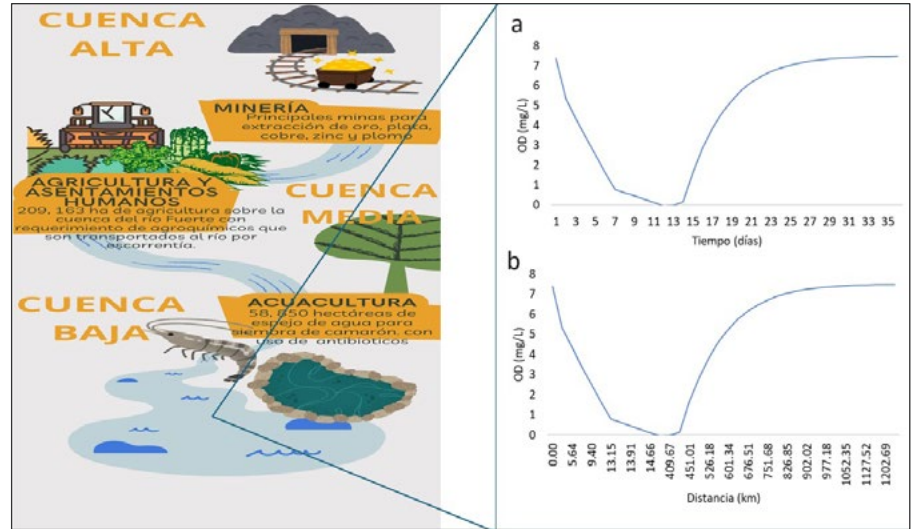 CUENCA
ALTA
MINERÍA
Principales minas para
extracción de oro, plata,
cobre, zinc y plomo
AGRICULTURA Y
ASENTAMIENTOS
HUMANOS
209, 163 ha de agricultura sobre la
cuenca del río Fuerte con
requerimiento de agroquímicos que
son transportados al río por
escorrentía.
CUENCA
MEDIA
CUENCA
BAJA
ACUACULTURA
58, 850 hectáreas de
espejo de agua para
siembra de camarón, con
uso de antibioticos
a
OD (mg/L)
8
7
6
5
4
3
2
1
0
1 3 5 7 9 11 13 15 17 19 21 23 25 27 29 31 33 35
Tiempo (días)
b
OD (mg/L)
8
7
6
5
4
3
2
1
0
0.00 5.64 9.40 13.15 13.91 14.66 409.67 451.01 526.18 601.34 676.51 751.68 826.85 902.02 977.18 1052.35 1127.52 1202.69
Distancia (km)